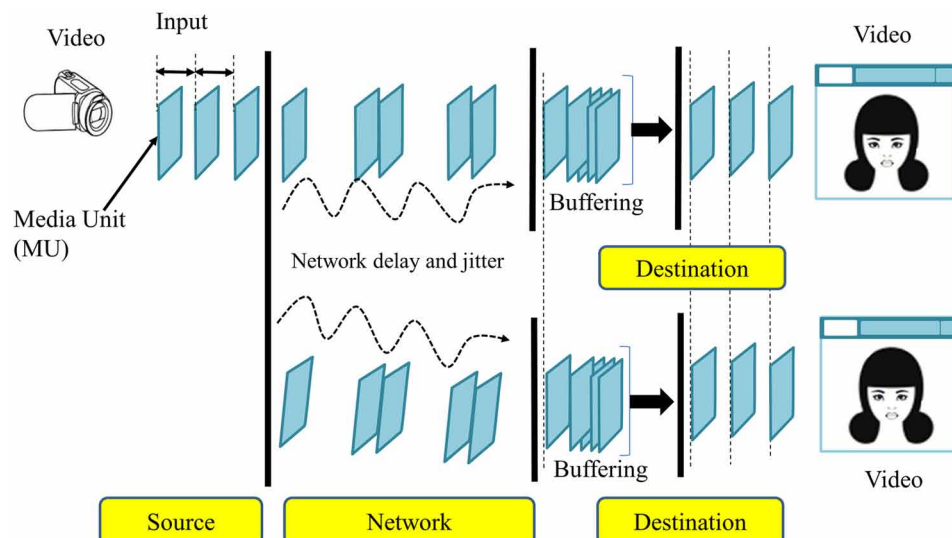 Input
Video
Video
Media Unit
(MU)
Buffering
Network delay and jitter
Destination
Buffering
Video
Source
Network
Destination